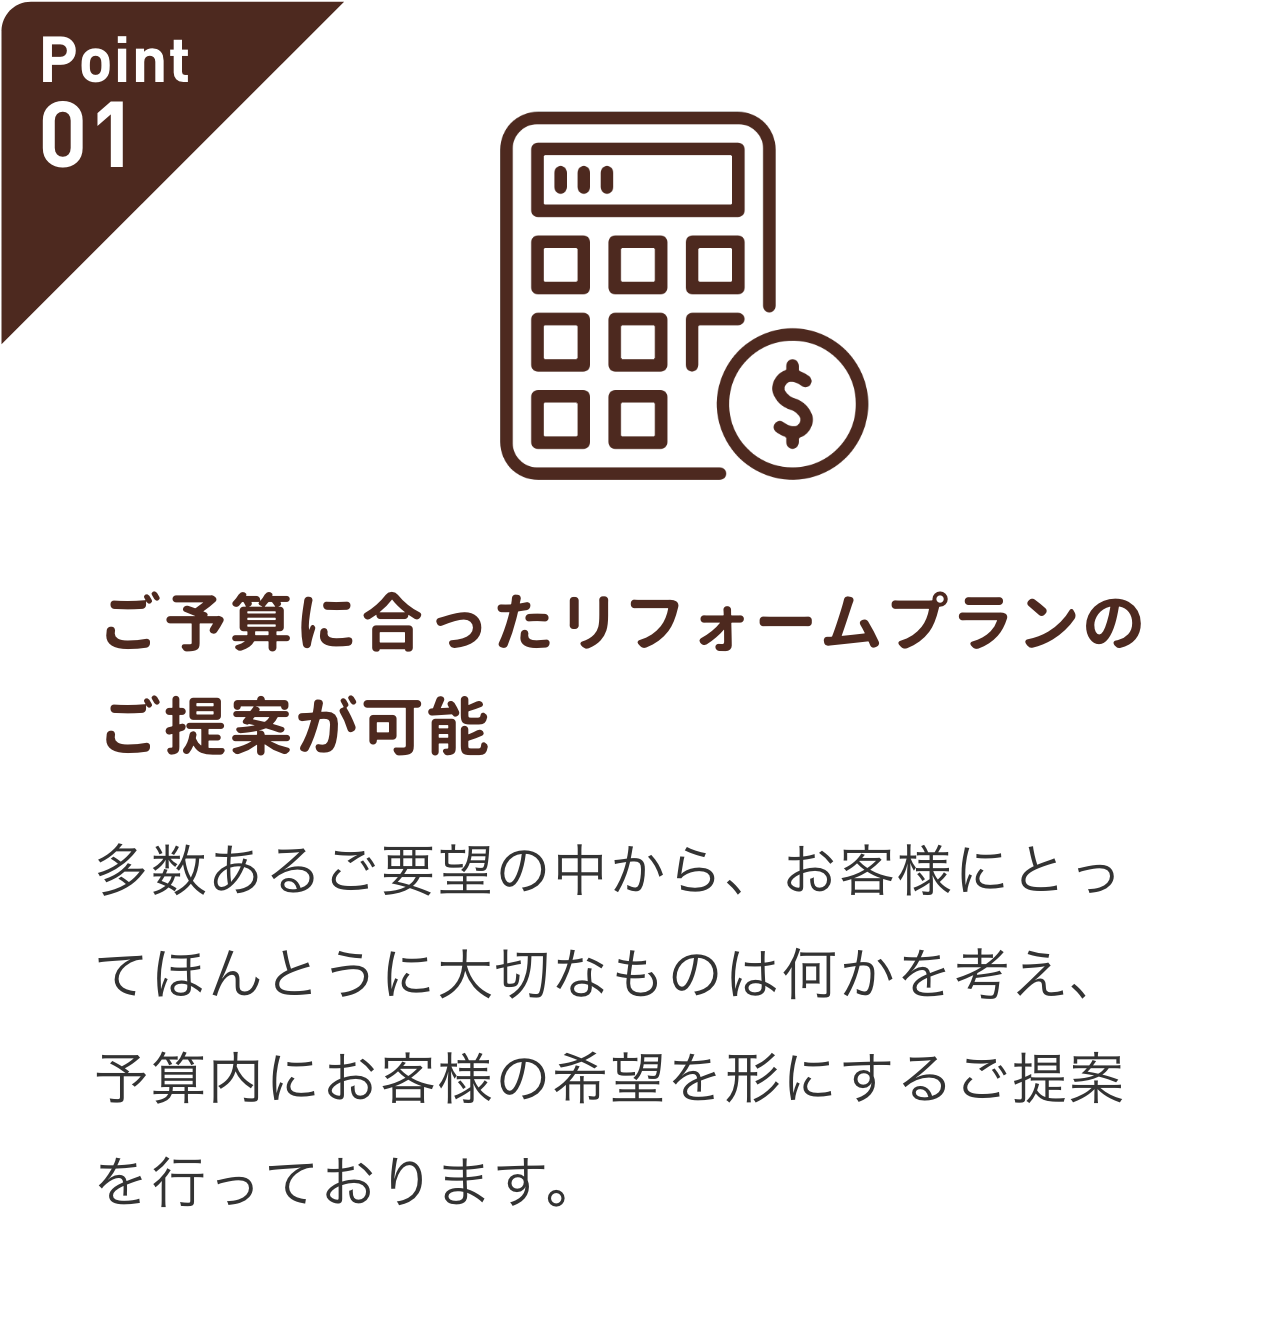 Point
01
$
ご予算に合ったリフォームプランの
ご提案が可能
多数あるご要望の中から、お客様にとっ
てほんとうに大切なものは何かを考え、
予算内にお客様の希望を形にするご提案
を行っております。